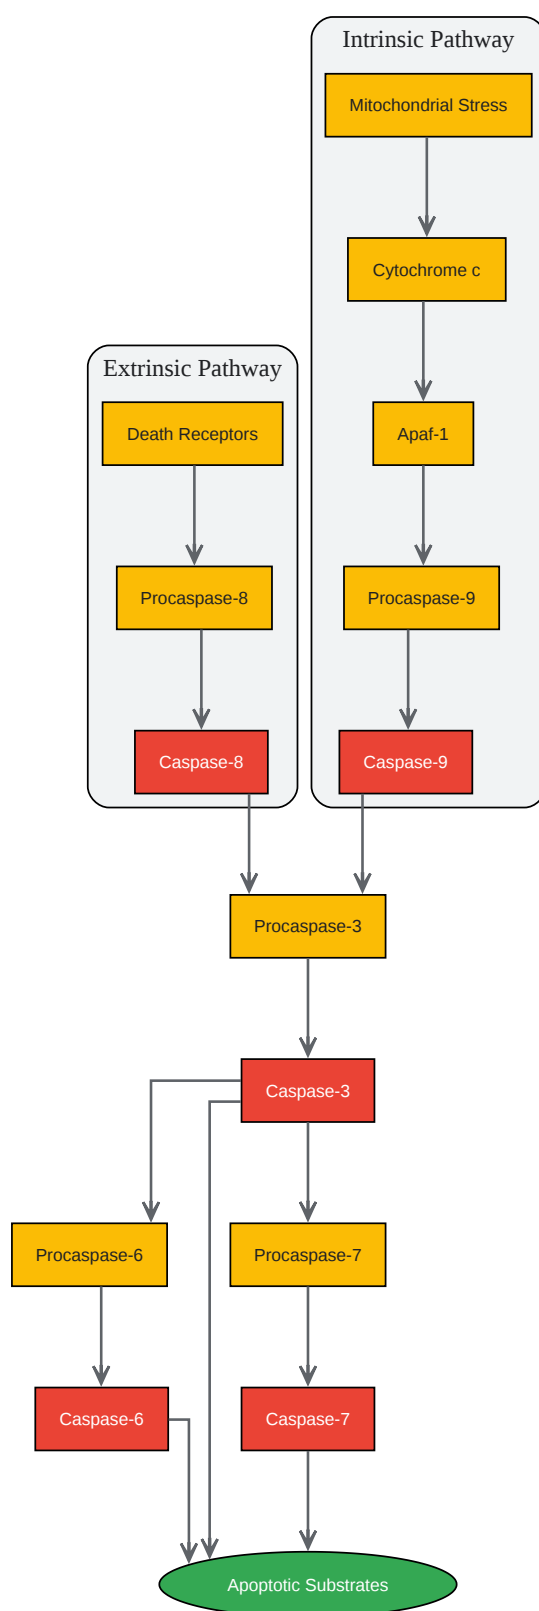 Intrinsic Pathway
Mitochondrial Stress
Cytochrome c
Extrinsic Pathway
Death Receptors
Apaf-1
Procaspase-8
Procaspase-9
Caspase-8
Caspase-9
Procaspase-3
Caspase-3
Procaspase-6
Procaspase-7
Caspase-6
Caspase-7
Apoptotic Substrates